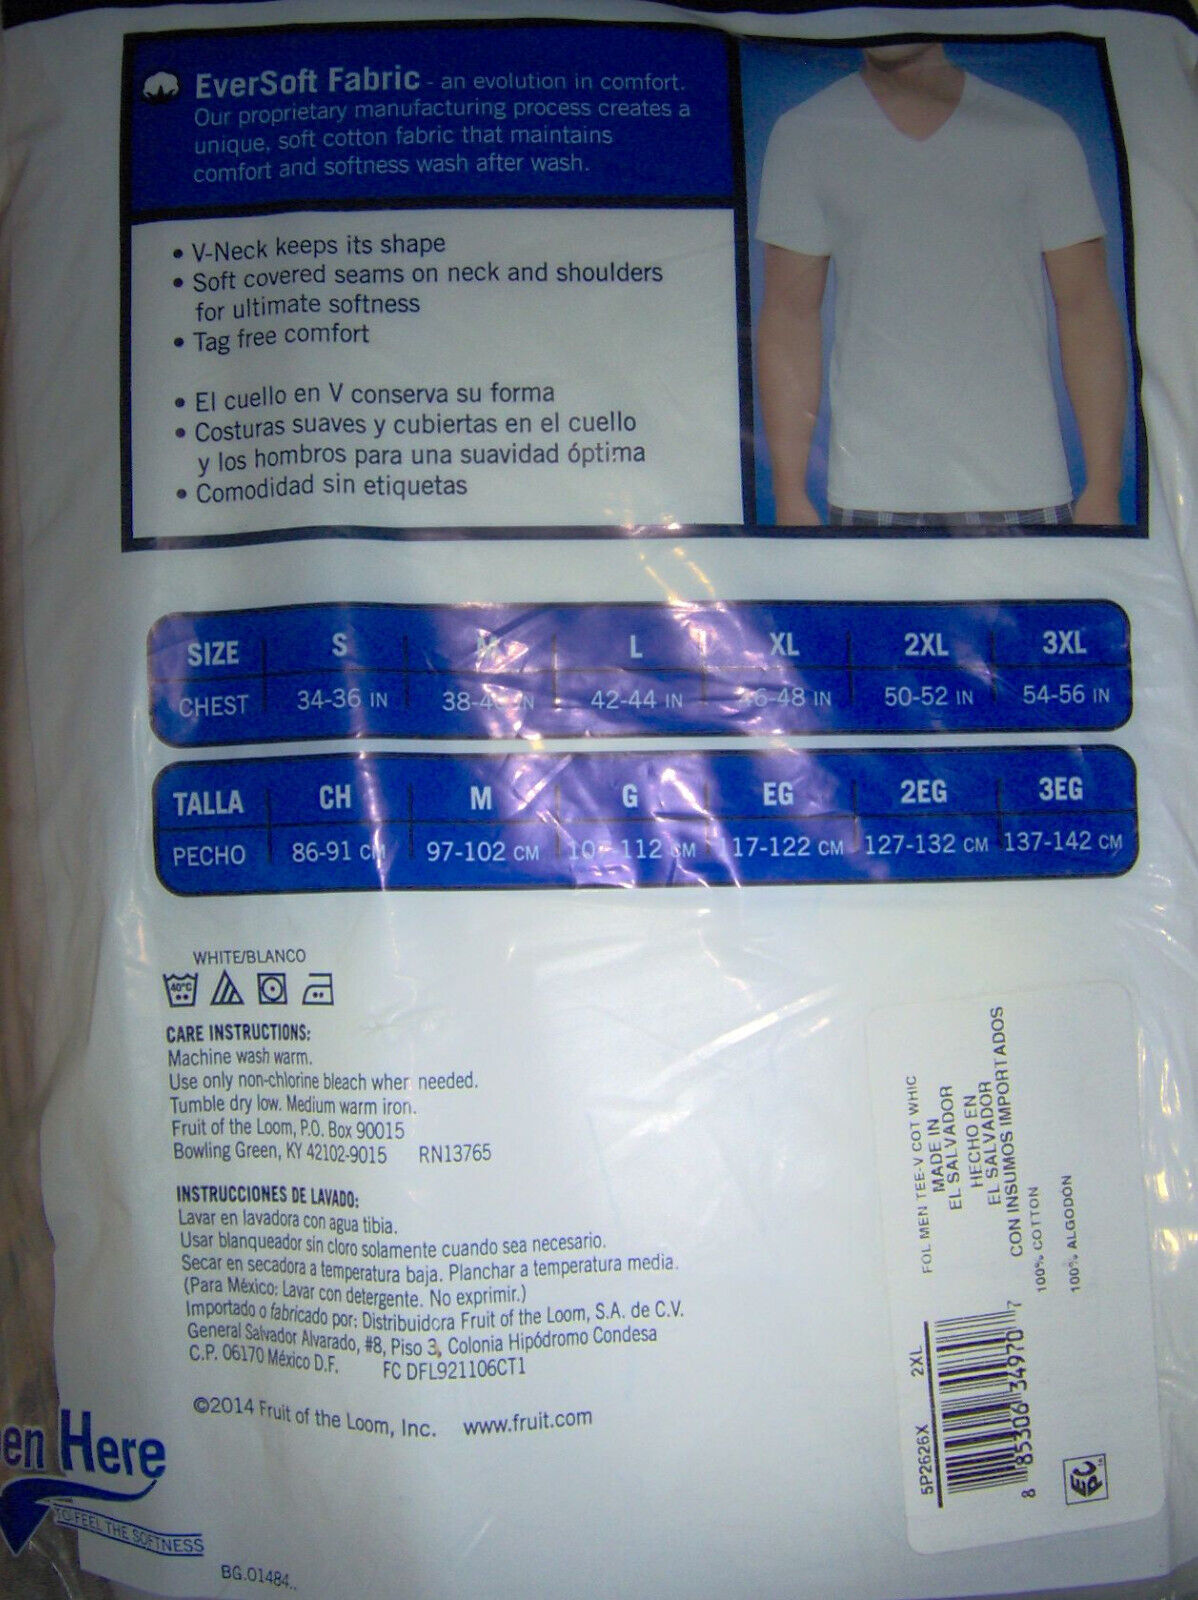 EverSoft Fabric - an evolution in comfort.
Our proprietary manufacturing process creates a
unique, soft cotton fabric that maintains
comfort and softness wash after wash.
• V-Neck keeps its shape
• Soft covered seams on neck and shoulders
for ultimate softness
• Tag free comfort
• El cuello en V conserva su forma
• Costuras suaves y cubiertas en el cuello
y los hombros para una suavidad óptima
• Comodidad sin etiquetas
SIZE S M L XL 2XL 3XL
CHEST 34-36 IN IN 42-44 IN 46-48 IN 50-52 IN 54-56 IN
TALLA CH M G EG 2EG 3EG
PECHO 86-91 CM 97-102 CM CM 117-122 CM 127-132 CM 137-142 CM
WHITE/BLANCO
40°C
CARE INSTRUCTIONS:
Machine wash warm.
Use only non-chlorine bleach when needed.
Tumble dry low. Medium warm iron.
Fruit of the Loom, P.O. Box 90015
Bowling Green, KY 42102-9015 RN13765
INSTRUCCIONES DE LAVADO:
Lavar en lavadora con agua tibia.
Usar blanqueador sin cloro solamente cuando sea necesario.
Secar en secadora a temperatura baja. Planchar a temperatura media.
(Para México: Lavar con detergente. No exprimir.)
Importado o fabricado por: Distribuidora Fruit of the Loom, S.A. de C.V.
General Salvador Alvarado, #8, Piso 3, Colonia Hipódromo Condesa
C.P. 06170 México D.F. FC DFL921106CT1
©2014 Fruit of the Loom, Inc. www.fruit.com
en Here
TO FEEL THE SOFTNESS
BG.01484..
FOL MEN TEE-V COT WHIC
MADE IN
EL SALVADOR
HECHO EN
EL SALVADOR
CON INSUMOS IMPORTADOS
100% COTTON
100% ALGODÓN
5P2626X 2XL
8 85306 34970 7
EPC